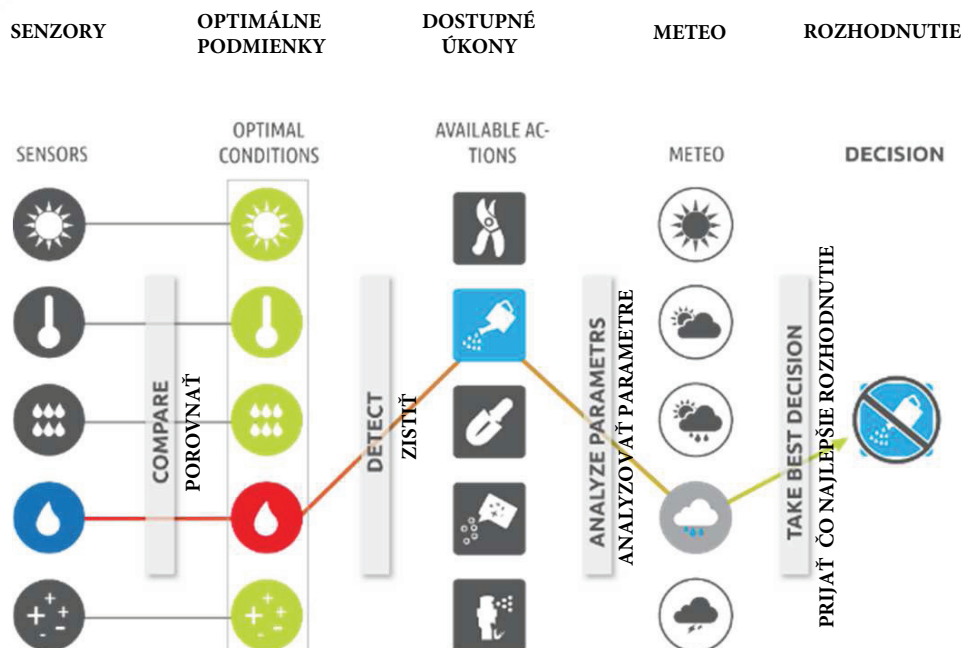 SENZORY
OPTIMÁLNE
PODMIENKY
DOSTUPNÉ
ÚKONY
METEO
ROZHODNUTIE
SENSORS
OPTIMAL
CONDITIONS
AVAILABLE AC-
TIONS
METEO
DECISION
COMPARE
POROVNAŤ
DETECT
ZISTIŤ
ANALYZE PARAMETRS
ANALYZOVAŤ PARAMETRE
TAKE BEST DECISION
PRIJAŤ ČO NAJLEPŠIE ROZHODNUTIE